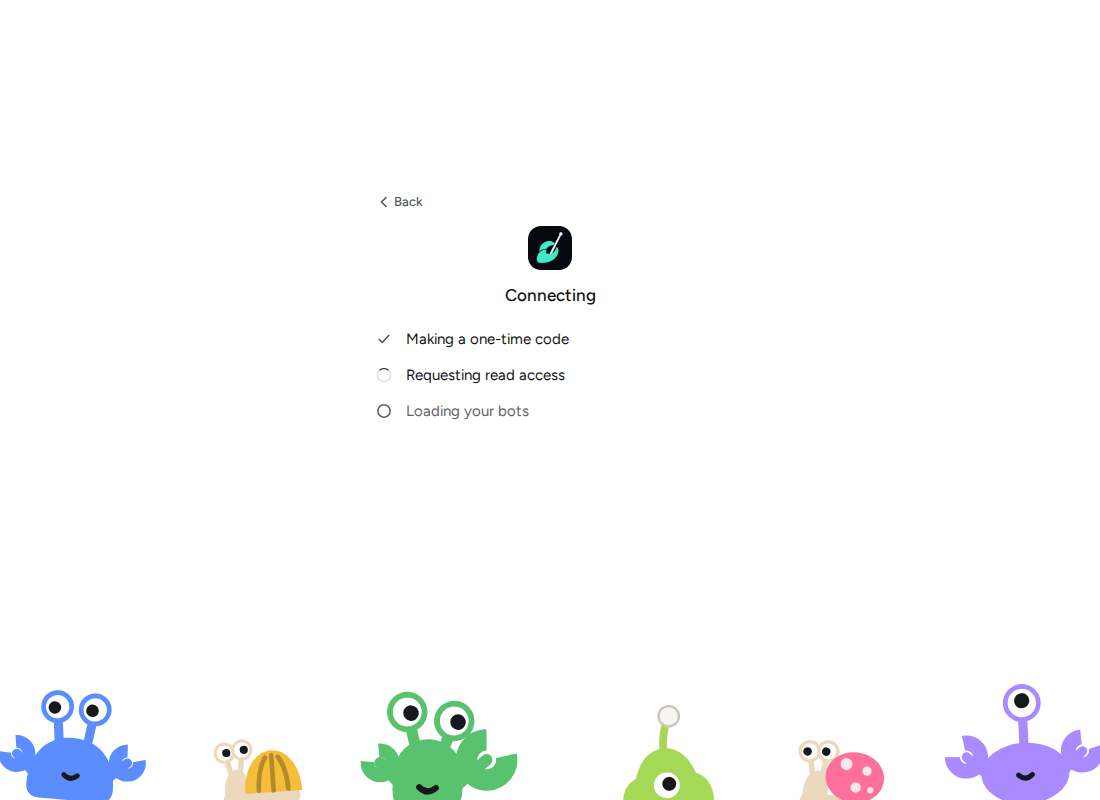 Back
Connecting
Making a one-time code
Requesting read access
Loading your bots